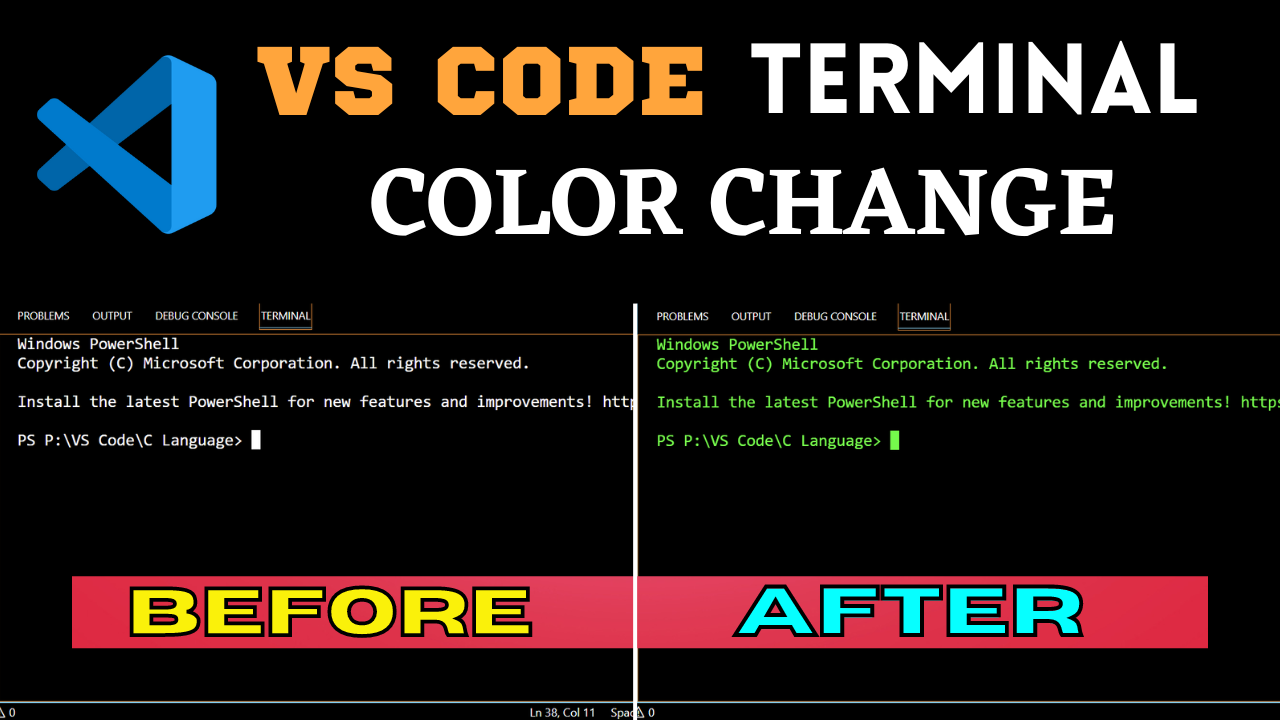 VS CODE TERMINAL
COLOR CHANGE
PROBLEMS OUTPUT DEBUG CONSOLE TERMINAL
Windows PowerShell
Copyright (C) Microsoft Corporation. All rights reserved.
Install the latest PowerShell for new features and improvements! http
PS P:\VS Code\C Language>
BEFORE
0 Ln 38, Col 11 Spac
PROBLEMS OUTPUT DEBUG CONSOLE TERMINAL
Windows PowerShell
Copyright (C) Microsoft Corporation. All rights reserved.
Install the latest PowerShell for new features and improvements! https
PS P:\VS Code\C Language>
AFTER
0